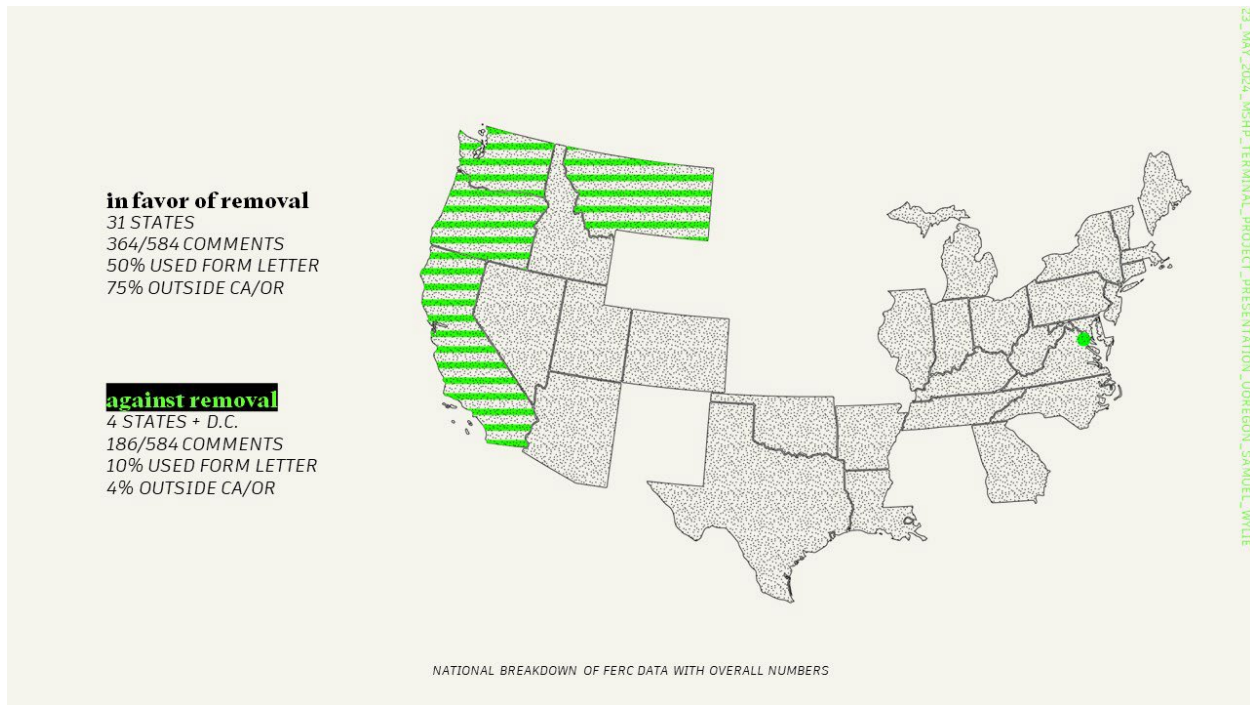 in favor of removal
31 STATES
364/584 COMMENTS
50% USED FORM LETTER
75% OUTSIDE CA/OR
against removal
4 STATES + D.C.
186/584 COMMENTS
10% USED FORM LETTER
4% OUTSIDE CA/OR
NATIONAL BREAKDOWN OF FERC DATA WITH OVERALL NUMBERS
23_MAY_2024_MSHP_TERMINAL_PROJECT_PRESENTATION_UOREGON_SAMUEL_WYLIE